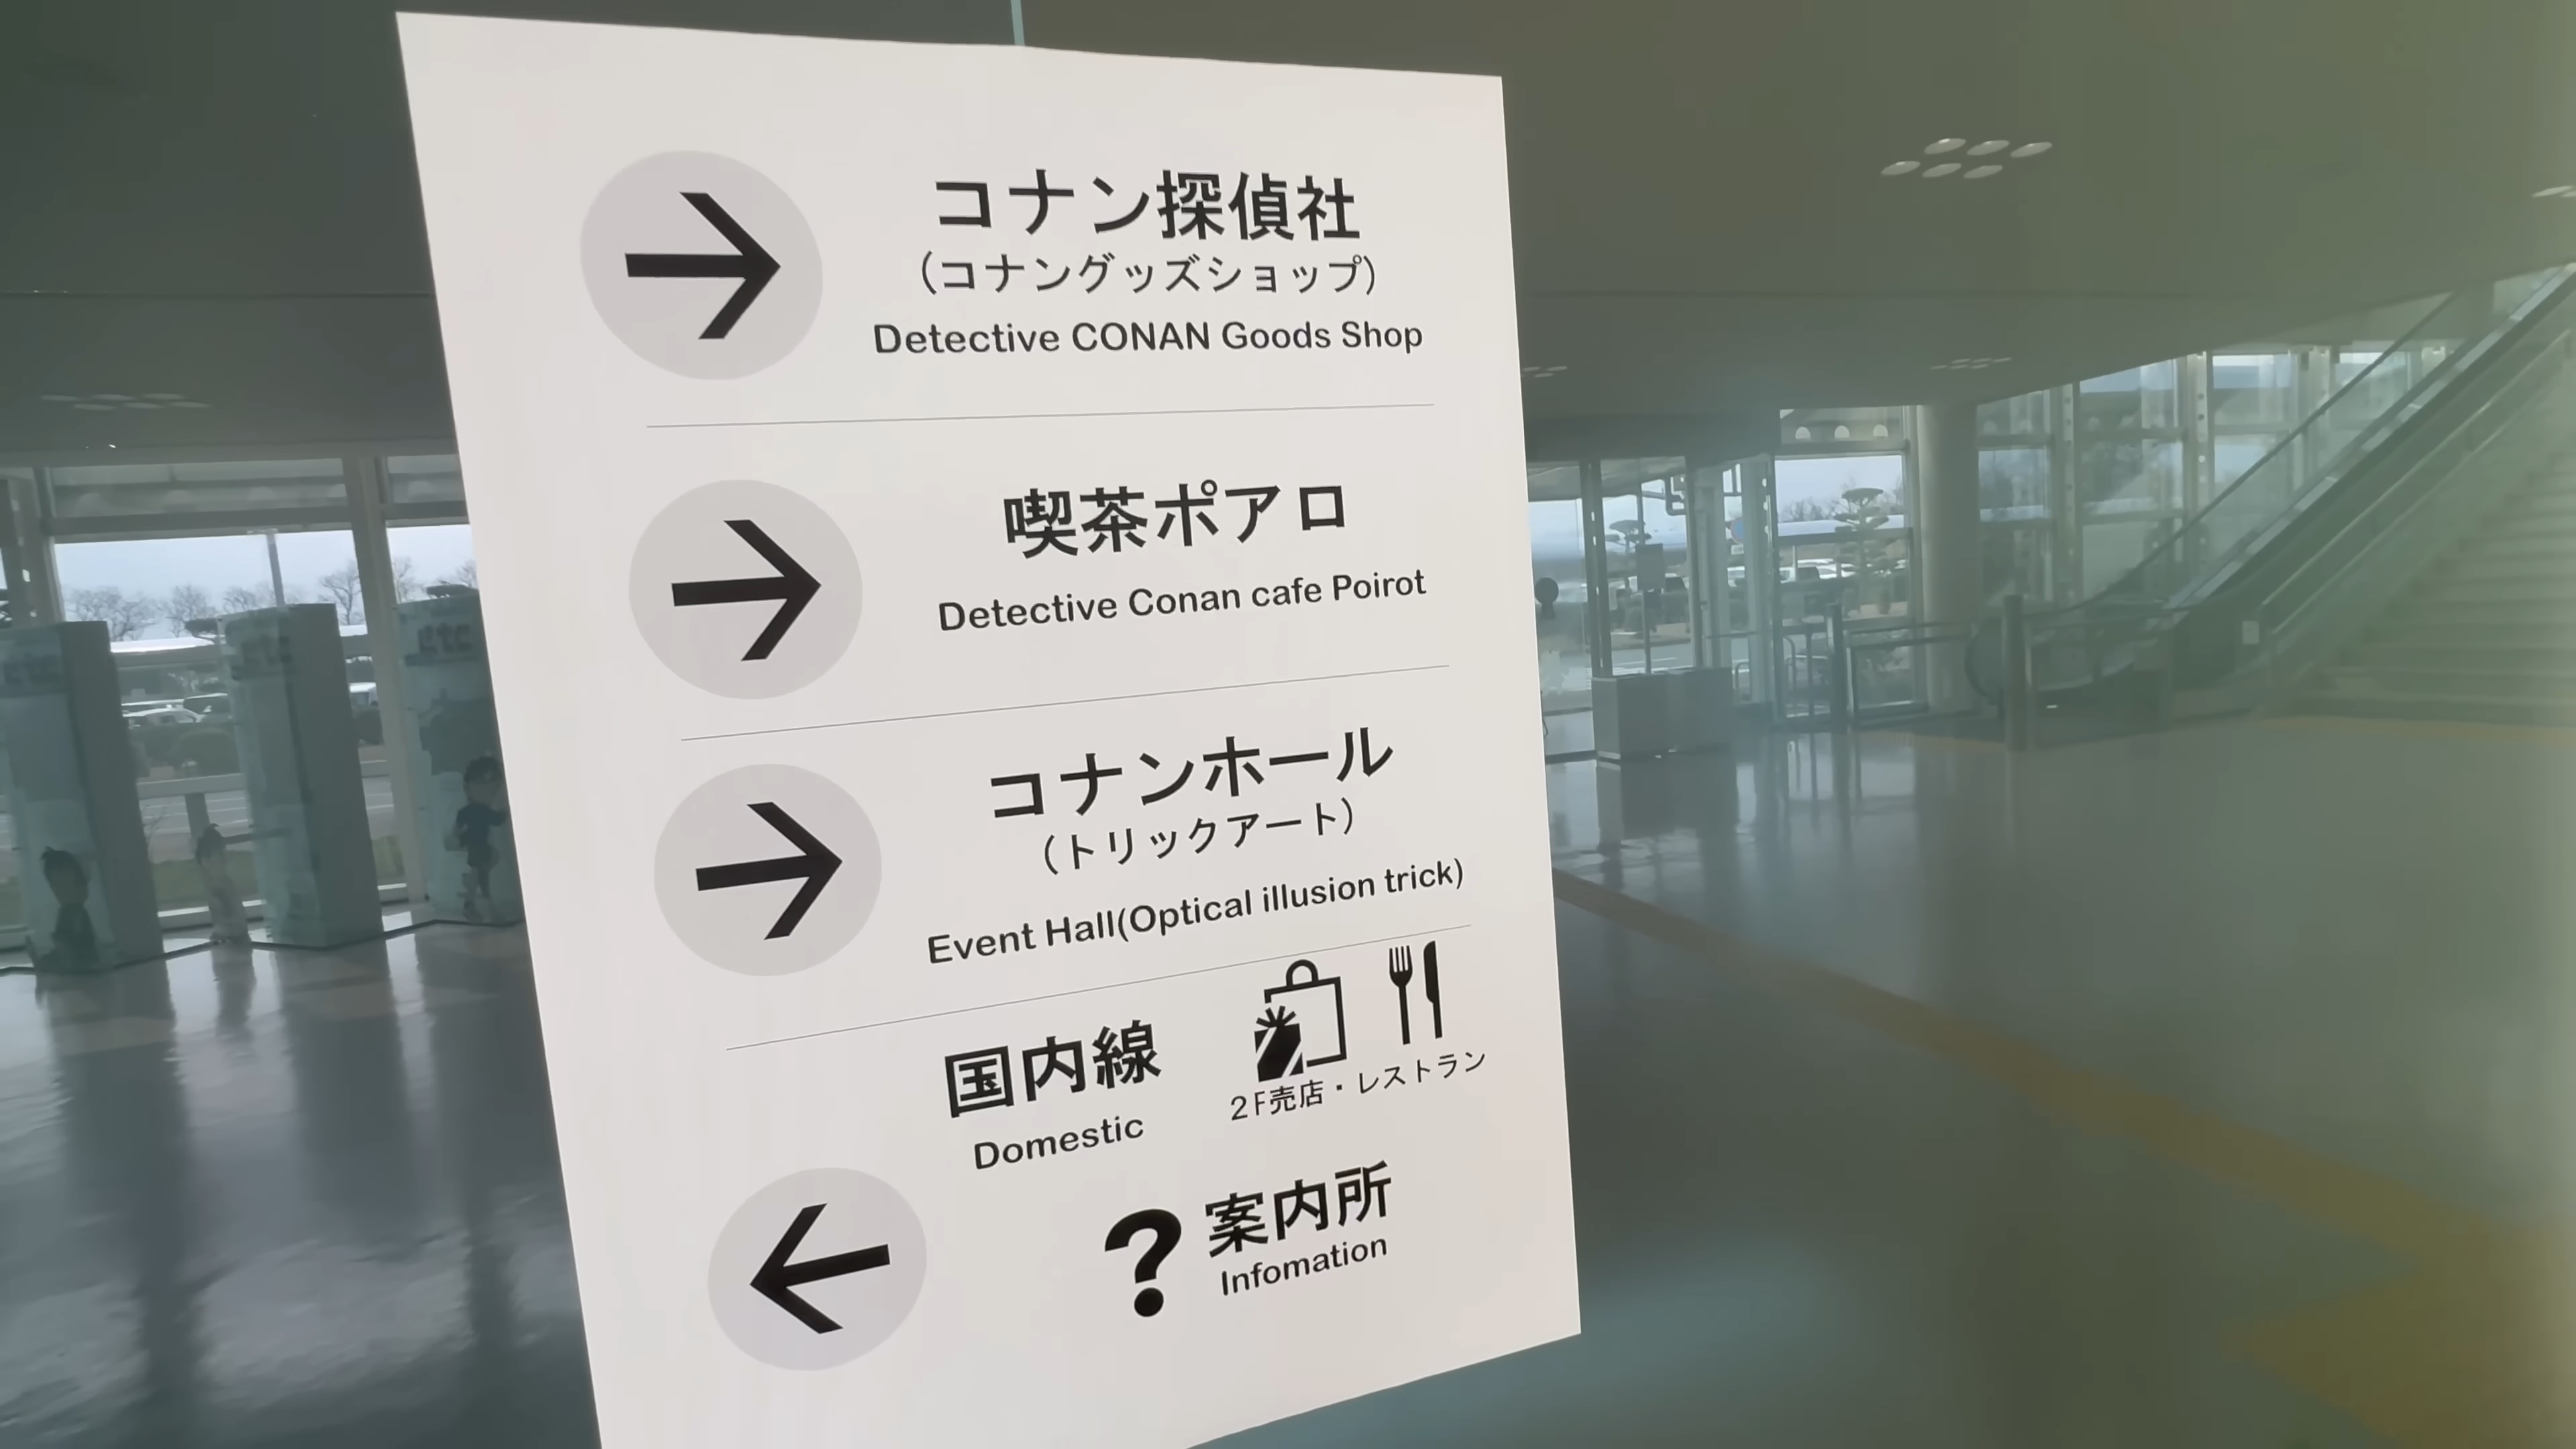 コナン探偵社
（コナングッズショップ）
Detective CONAN Goods Shop
喫茶ポアロ
Detective Conan cafe Poirot
コナンホール
（トリックアート）
Event Hall(Optical illusion trick)
国内線
Domestic
2F売店・レストラン
? 案内所
Infomation